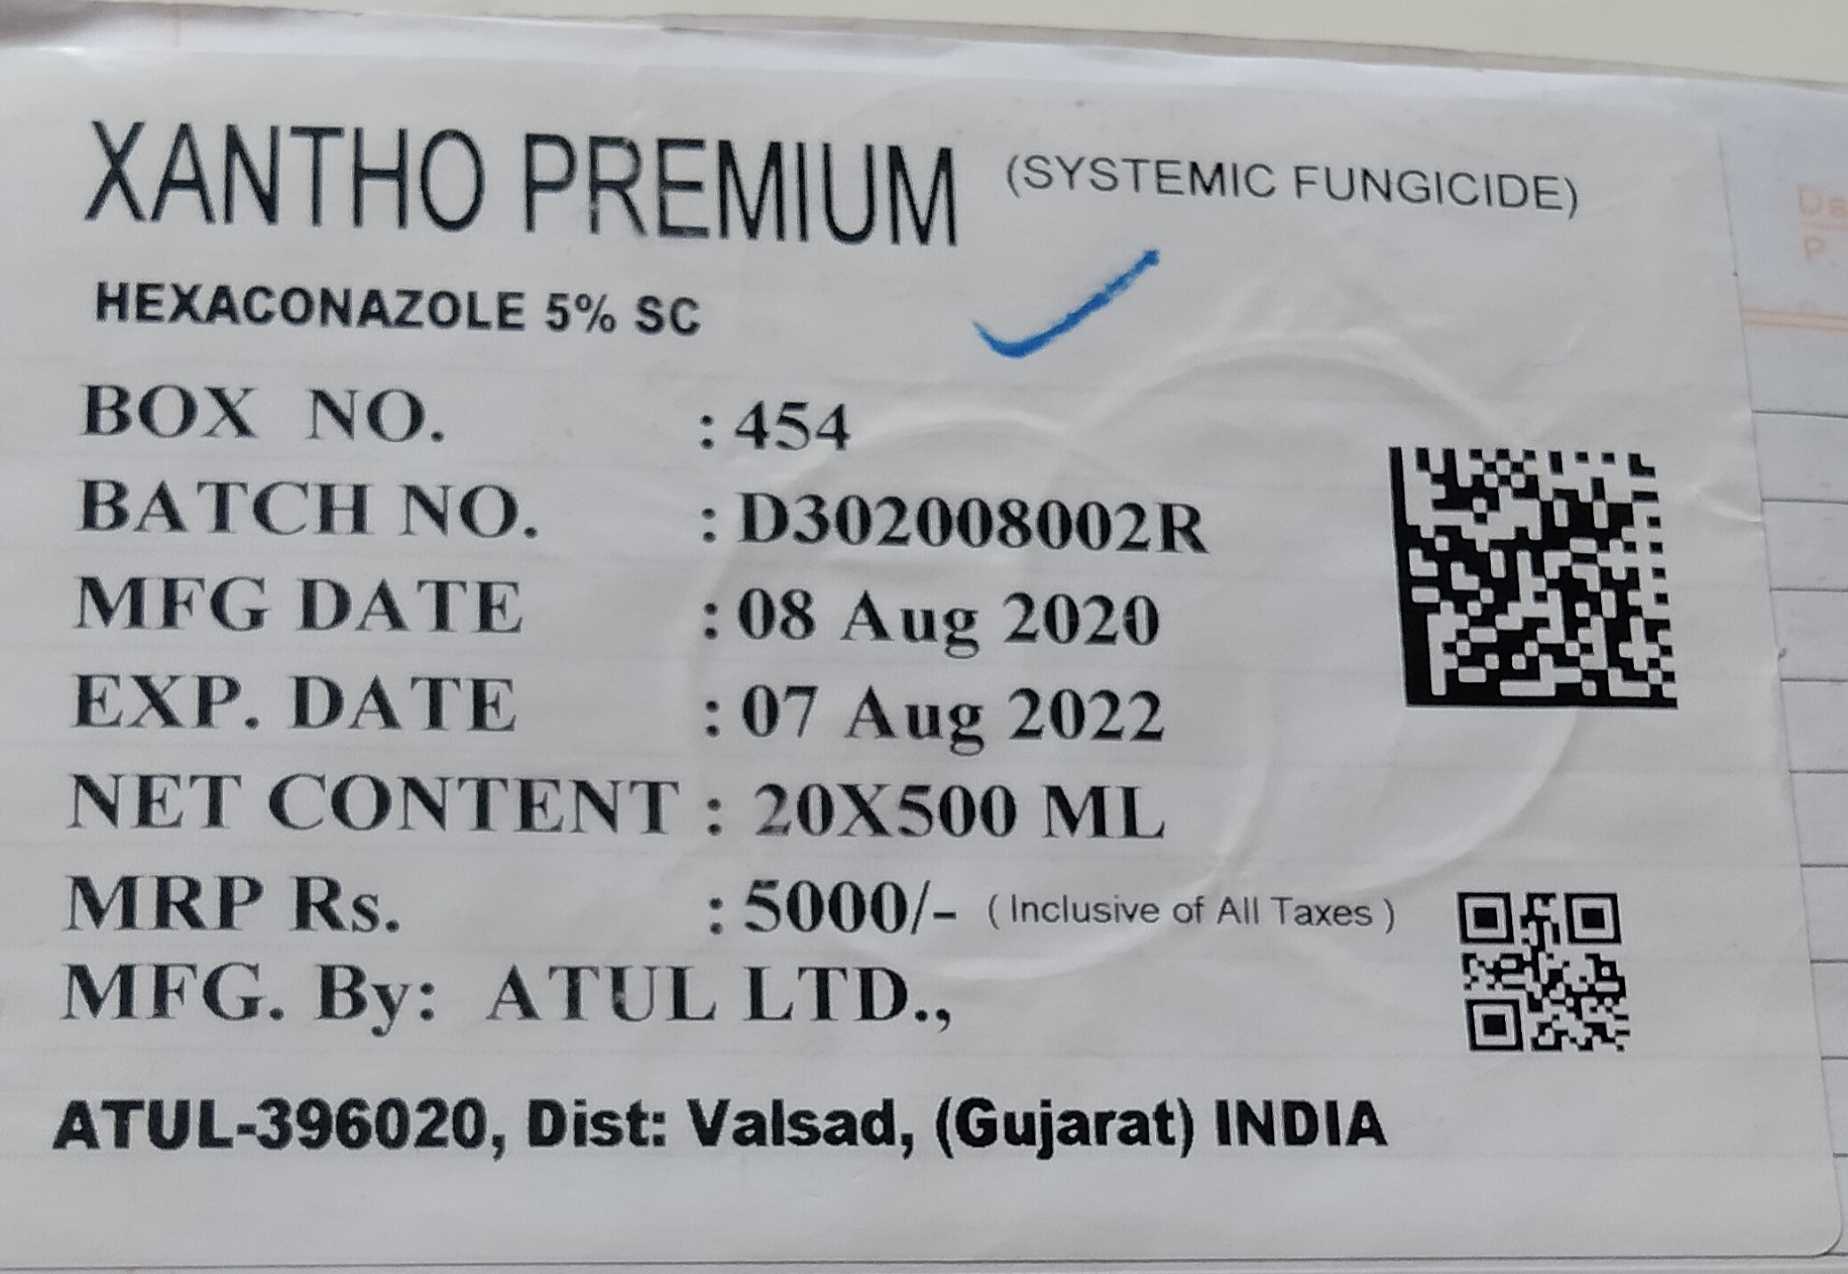 XANTHO PREMIUM (SYSTEMIC FUNGICIDE)
HEXACONAZOLE 5% SC
BOX NO. : 454
BATCH NO. : D302008002R
MFG DATE : 08 Aug 2020
EXP. DATE : 07 Aug 2022
NET CONTENT : 20X500 ML
MRP Rs. : 5000/- ( Inclusive of All Taxes )
MFG. By: ATUL LTD.,
ATUL-396020, Dist: Valsad, (Gujarat) INDIA